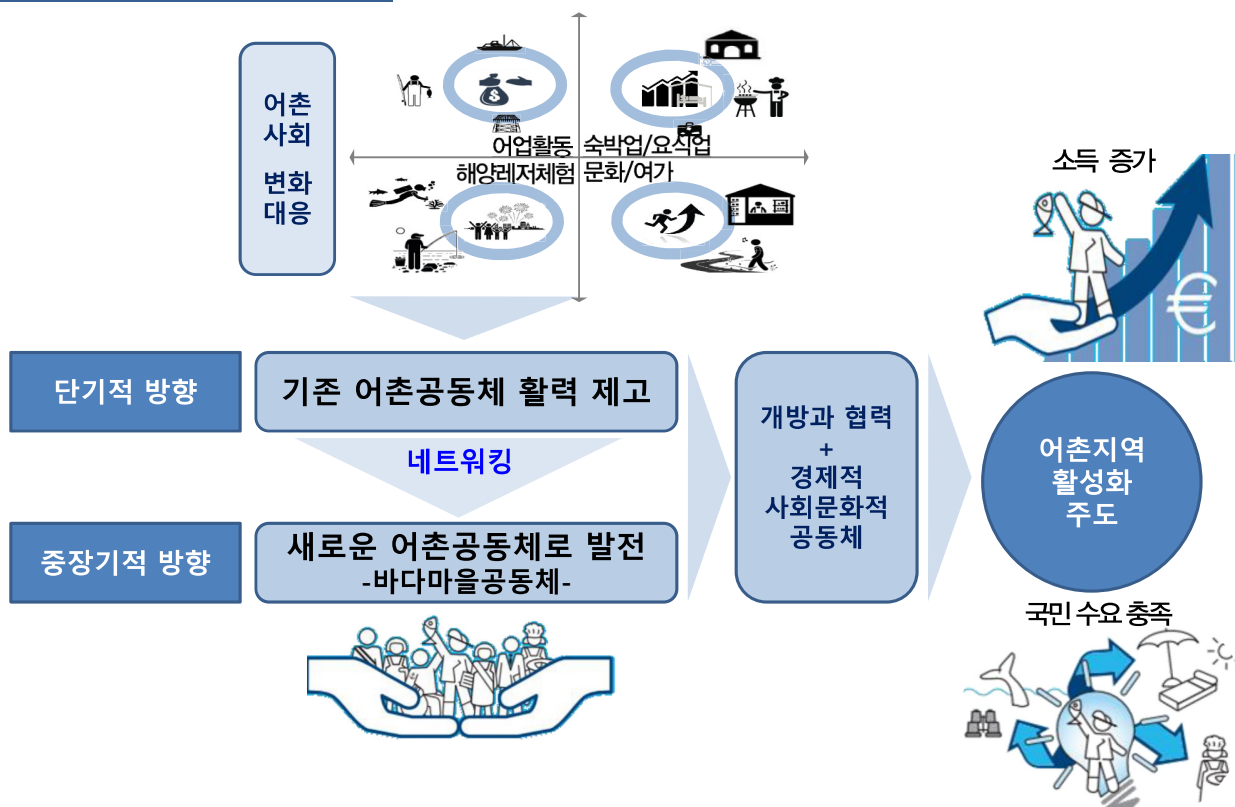 어촌
사회
변화
대응
어업활동
숙박업/요식업
해양레저체험
문화/여가
소득 증가
단기적 방향
기존 어촌공동체 활력 제고
네트워킹
중장기적 방향
새로운 어촌공동체로 발전
-바다마을공동체-
개방과 협력
+
경제적
사회문화적
공동체
어촌지역
활성화
주도
국민 수요 충족
$
€